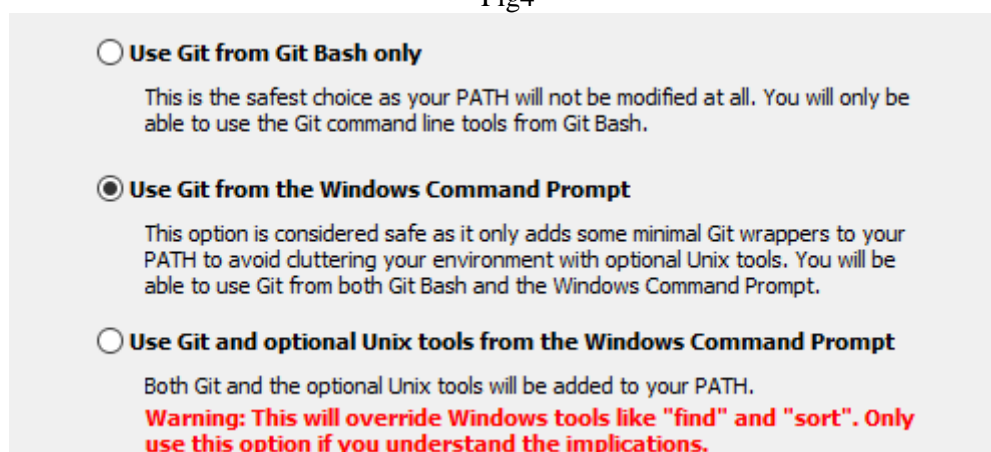 Fig4
Use Git from Git Bash only
This is the safest choice as your PATH will not be modified at all. You will only be
able to use the Git command line tools from Git Bash.
Use Git from the Windows Command Prompt
This option is considered safe as it only adds some minimal Git wrappers to your
PATH to avoid cluttering your environment with optional Unix tools. You will be
able to use Git from both Git Bash and the Windows Command Prompt.
Use Git and optional Unix tools from the Windows Command Prompt
Both Git and the optional Unix tools will be added to your PATH.
Warning: This will override Windows tools like "find" and "sort". Only
use this option if you understand the implications.